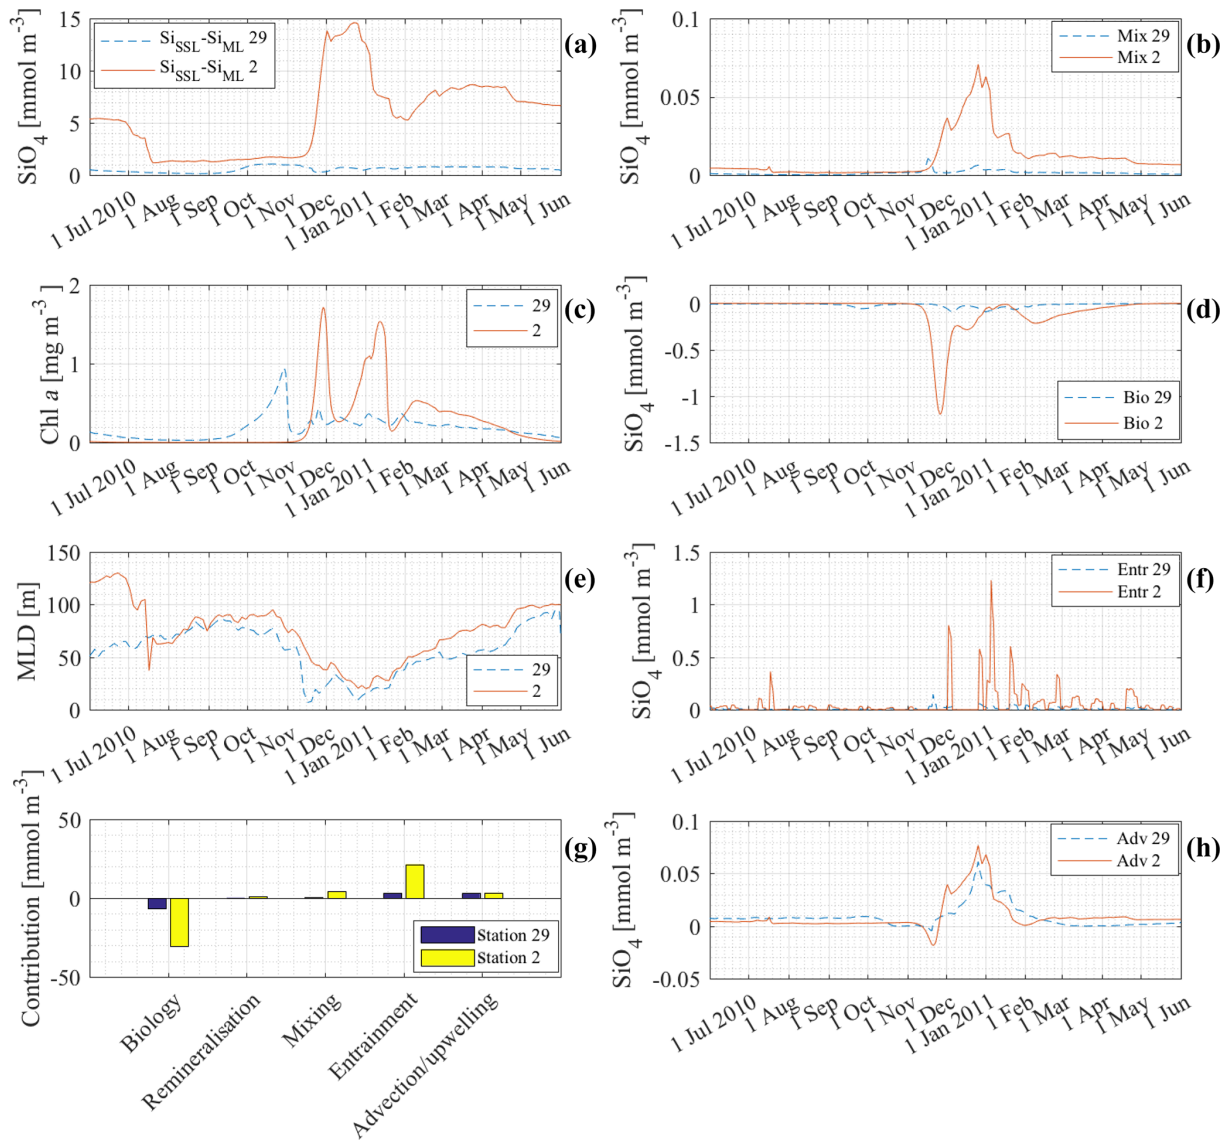 SiO4 [mmol m-3]
15
10
5
0
SiSSL-SiML 29
SiSSL-SiML 2
(a)
1 Jul 2010
1 Aug
1 Sep
1 Oct
1 Nov
1 Dec
1 Jan 2011
1 Feb
1 Mar
1 Apr
1 May
1 Jun
SiO4 [mmol m-3]
0.1
0.05
0
Mix 29
Mix 2
(b)
1 Jul 2010
1 Aug
1 Sep
1 Oct
1 Nov
1 Dec
1 Jan 2011
1 Feb
1 Mar
1 Apr
1 May
1 Jun
Chl a [mg m-3]
2
1
0
29
2
(c)
1 Jul 2010
1 Aug
1 Sep
1 Oct
1 Nov
1 Dec
1 Jan 2011
1 Feb
1 Mar
1 Apr
1 May
1 Jun
SiO4 [mmol m-3]
0
-0.5
-1
-1.5
Bio 29
Bio 2
(d)
1 Jul 2010
1 Aug
1 Sep
1 Oct
1 Nov
1 Dec
1 Jan 2011
1 Feb
1 Mar
1 Apr
1 May
1 Jun
MLD [m]
150
100
50
0
29
2
(e)
1 Jul 2010
1 Aug
1 Sep
1 Oct
1 Nov
1 Dec
1 Jan 2011
1 Feb
1 Mar
1 Apr
1 May
1 Jun
SiO4 [mmol m-3]
1.5
1
0.5
0
Entr 29
Entr 2
(f)
1 Jul 2010
1 Aug
1 Sep
1 Oct
1 Nov
1 Dec
1 Jan 2011
1 Feb
1 Mar
1 Apr
1 May
1 Jun
Contribution [mmol m-3]
50
0
-50
Station 29
Station 2
(g)
Biology
Remineralisation
Mixing
Entrainment
Advection/upwelling
SiO4 [mmol m-3]
0.1
0.05
0
-0.05
Adv 29
Adv 2
(h)
1 Jul 2010
1 Aug
1 Sep
1 Oct
1 Nov
1 Dec
1 Jan 2011
1 Feb
1 Mar
1 Apr
1 May
1 Jun